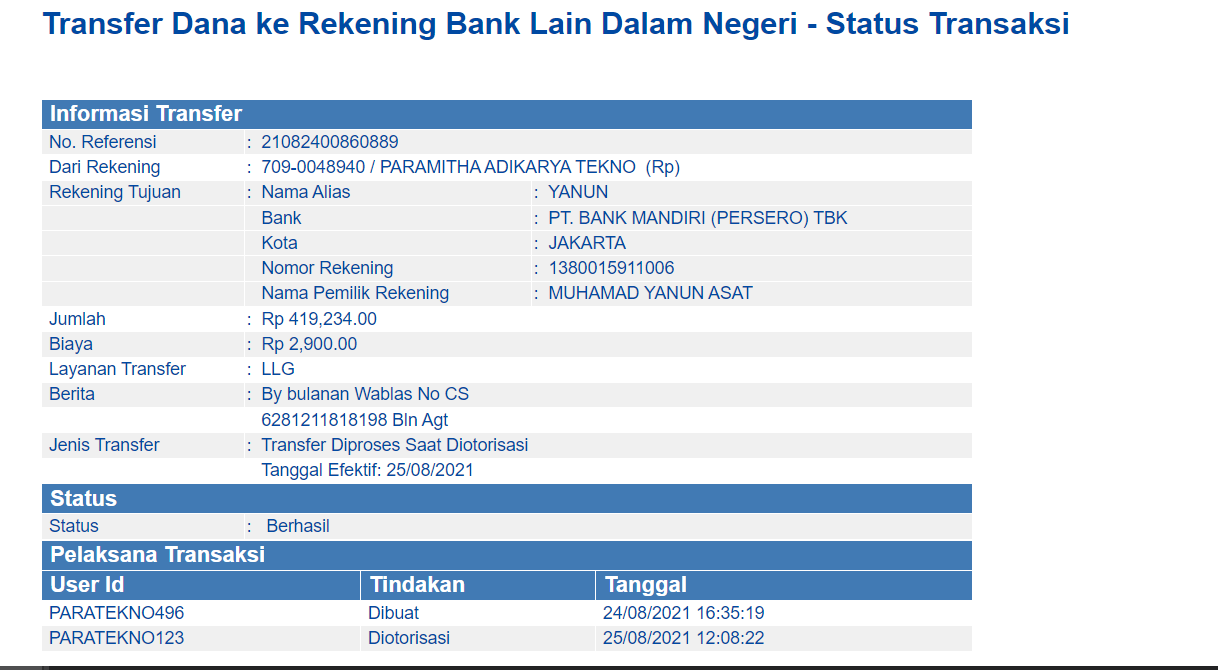 Transfer Dana ke Rekening Bank Lain Dalam Negeri - Status Transaksi
Informasi Transfer
No. Referensi : 21082400860889
Dari Rekening : 709-0048940 / PARAMITHA ADIKARYA TEKNO (Rp)
Rekening Tujuan : Nama Alias : YANUN
Bank : PT. BANK MANDIRI (PERSERO) TBK
Kota : JAKARTA
Nomor Rekening : 1380015911006
Nama Pemilik Rekening : MUHAMAD YANUN ASAT
Jumlah : Rp 419,234.00
Biaya : Rp 2,900.00
Layanan Transfer : LLG
Berita : By bulanan Wablas No CS
6281211818198 Bln Agt
Jenis Transfer : Transfer Diproses Saat Diotorisasi
Tanggal Efektif: 25/08/2021
Status
Status : Berhasil
Pelaksana Transaksi
User Id Tindakan Tanggal
PARATEKNO496 Dibuat 24/08/2021 16:35:19
PARATEKNO123 Diotorisasi 25/08/2021 12:08:22